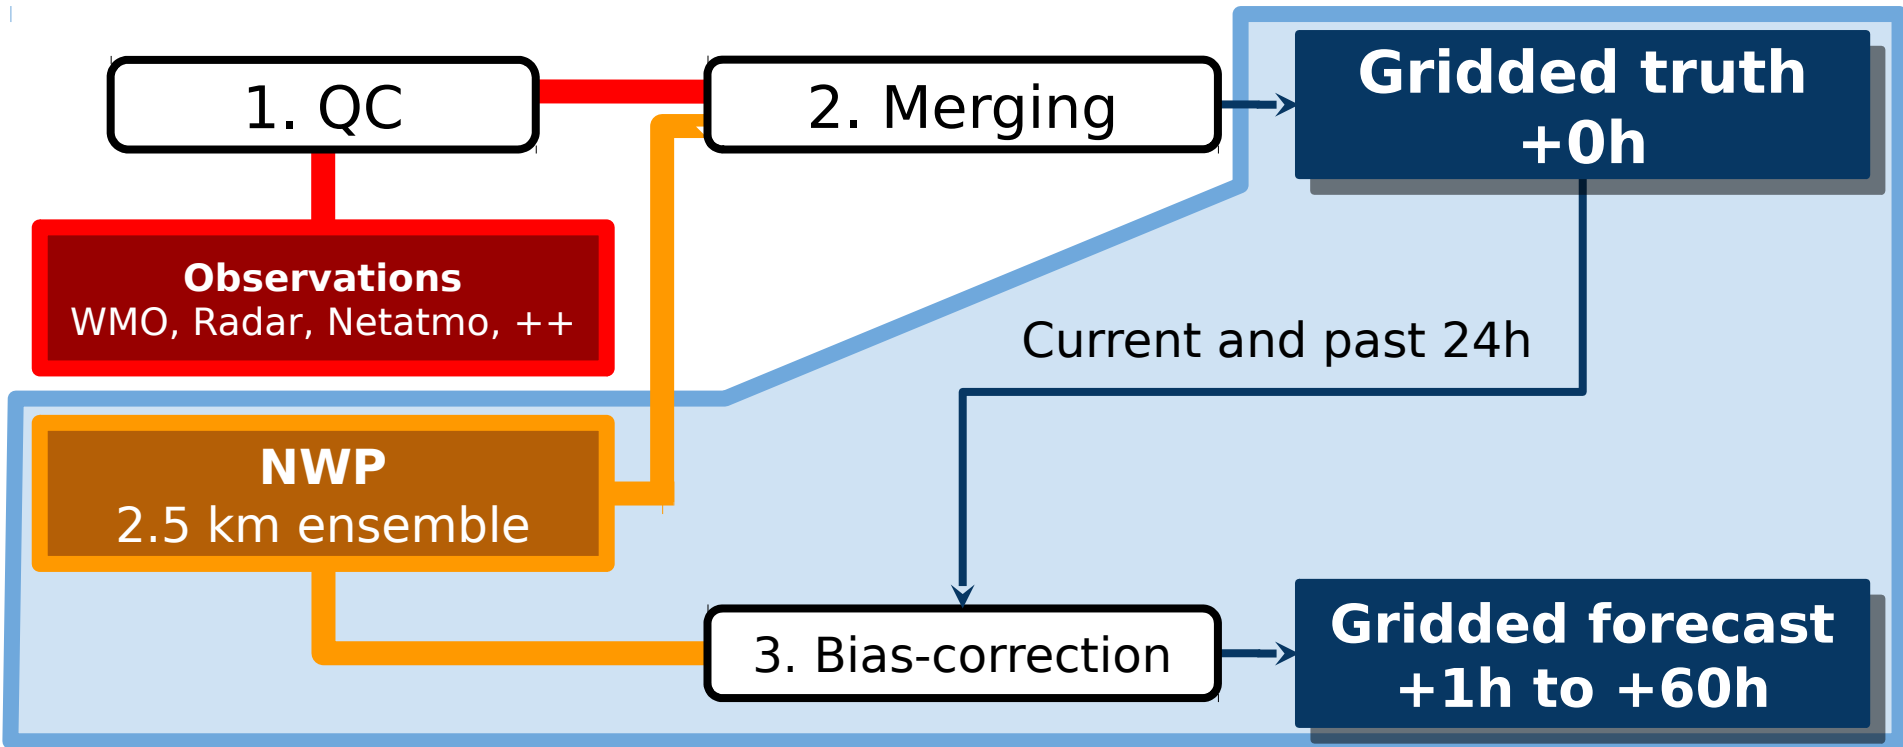 1. QC
2. Merging
Gridded truth
+0h
Observations
WMO, Radar, Netatmo, ++
Current and past 24h
NWP
2.5 km ensemble
3. Bias-correction
Gridded forecast
+1h to +60h